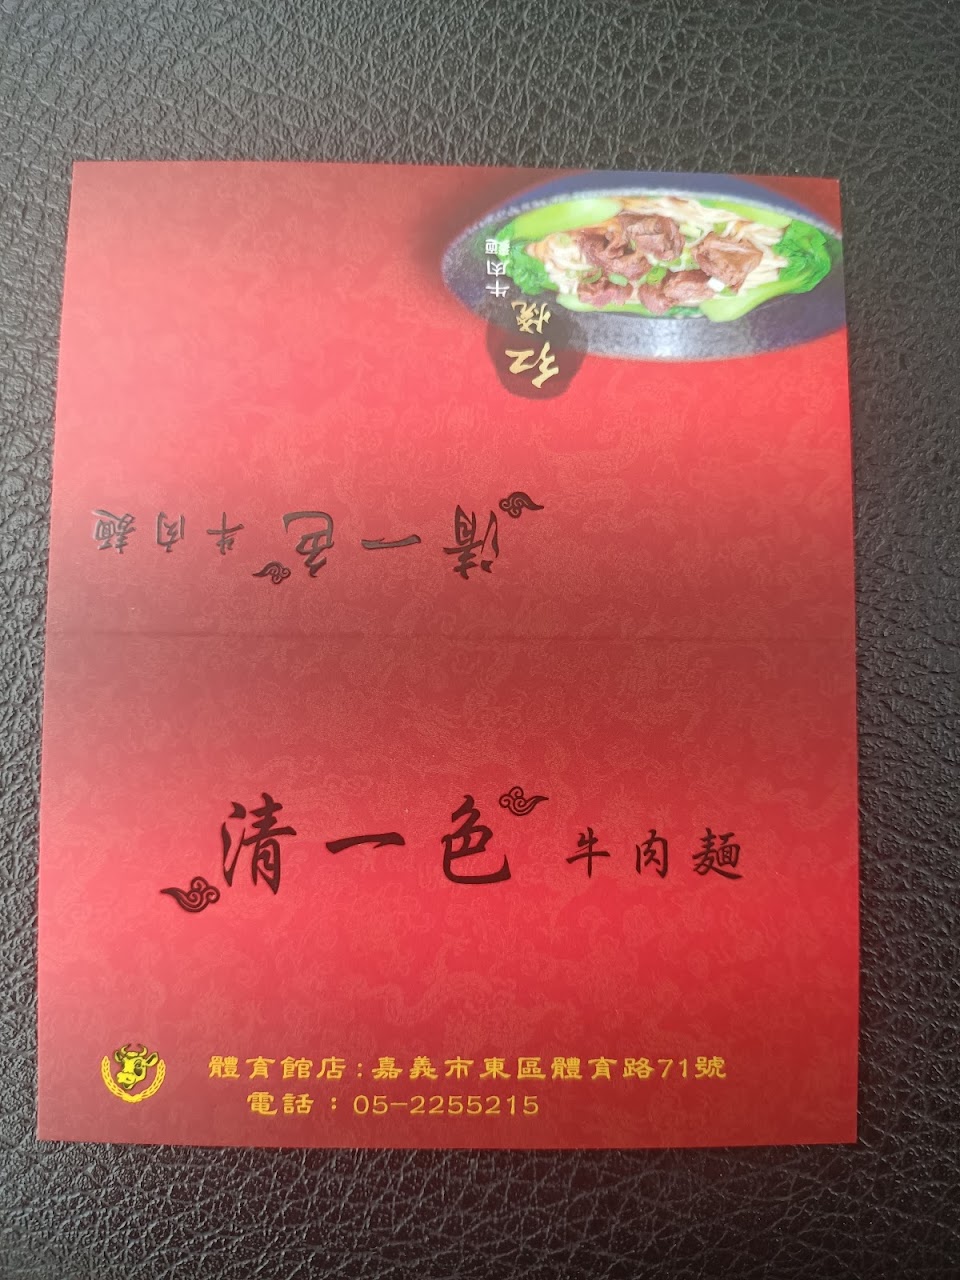 紅燒
牛肉麵
清一色牛肉麵
清一色 牛肉麵
體育館店:嘉義市東區體育路71號
電話:05-2255215